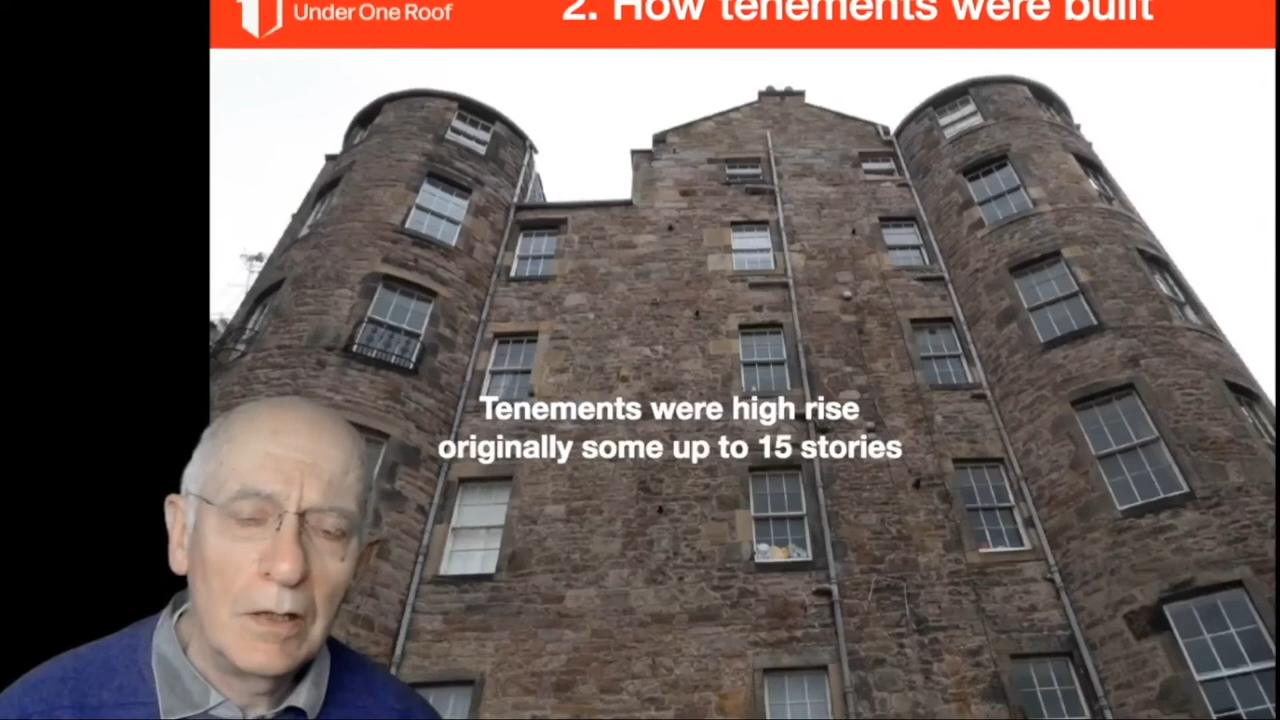 Under One Roof
2. How tenements were built
Tenements were high rise
originally some up to 15 stories